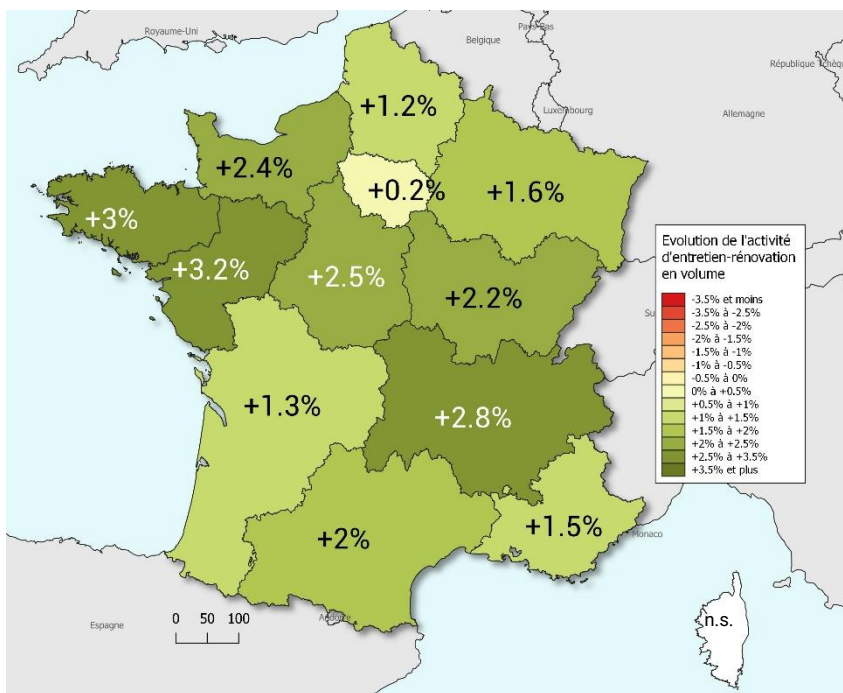 Royaume-Uni
Belgique
Pays-Bas
République Tchèqu
Luxembourg
Allemagne
+1.2%
+2.4%
+0.2%
+1.6%
+3%
+3.2%
+2.5%
+2.2%
+1.3%
+2.8%
+2%
+1.5%
Monaco
n.s.
Espagne
0 50 100
Evolution de l'activité
d'entretien-rénovation
en volume
-3.5% et moins
-3.5% à -2.5%
-2.5% à -2%
-2% à -1.5%
-1.5% à -1%
-1% à -0.5%
-0.5% à 0%
0% à +0.5%
+0.5% à +1%
+1% à +1.5%
+1.5% à +2%
+2% à +2.5%
+2.5% à +3.5%
+3.5% et plus